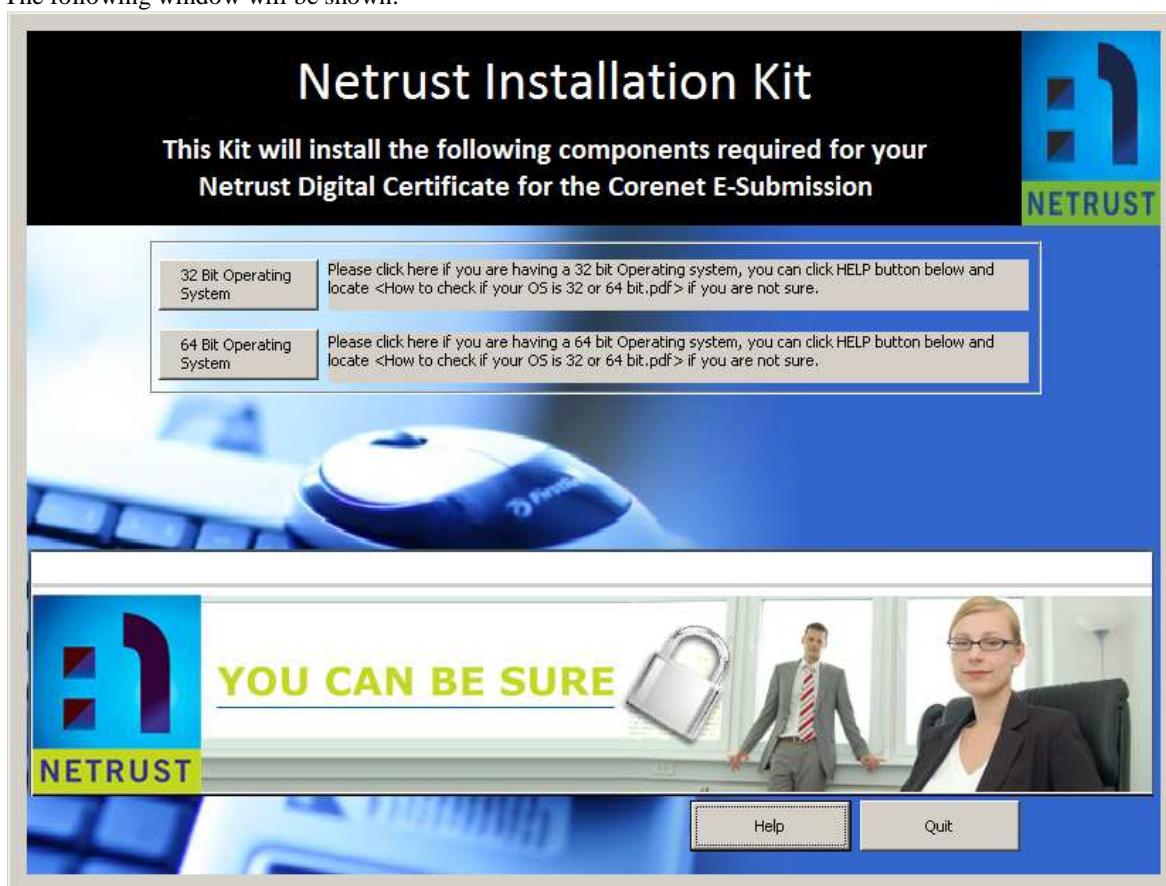 The following window will be shown:
Netrust Installation Kit
This Kit will install the following components required for your
Netrust Digital Certificate for the Corenet E-Submission
NETRUST
32 Bit Operating
System
Please click here if you are having a 32 bit Operating system, you can click HELP button below and
locate <How to check if your OS is 32 or 64 bit.pdf> if you are not sure.
64 Bit Operating
System
Please click here if you are having a 64 bit Operating system, you can click HELP button below and
locate <How to check if your OS is 32 or 64 bit.pdf> if you are not sure.
YOU CAN BE SURE
NETRUST
Help
Quit